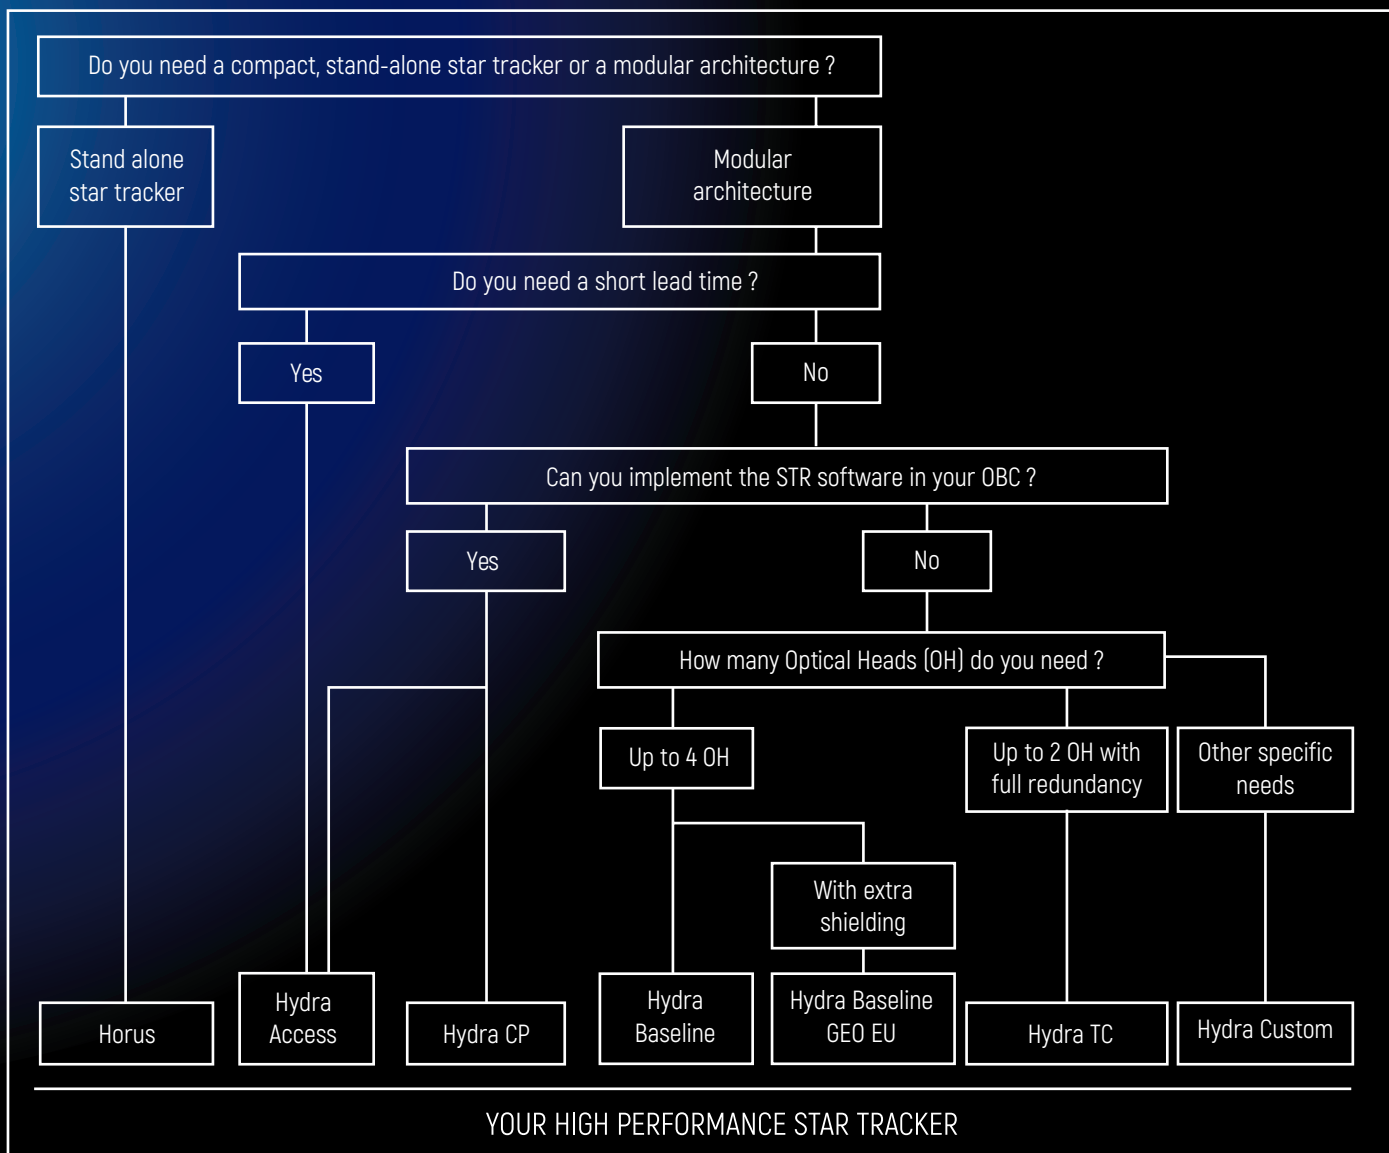 Do you need a compact, stand-alone star tracker or a modular architecture ?
Stand alone
star tracker
Modular
architecture
Do you need a short lead time ?
Yes
No
Can you implement the STR software in your OBC ?
Yes
No
How many Optical Heads (OH) do you need ?
Up to 4 OH
Up to 2 OH with
full redundancy
Other specific
needs
With extra
shielding
Horus
Hydra
Access
Hydra CP
Hydra
Baseline
Hydra Baseline
GEO EU
Hydra TC
Hydra Custom
YOUR HIGH PERFORMANCE STAR TRACKER